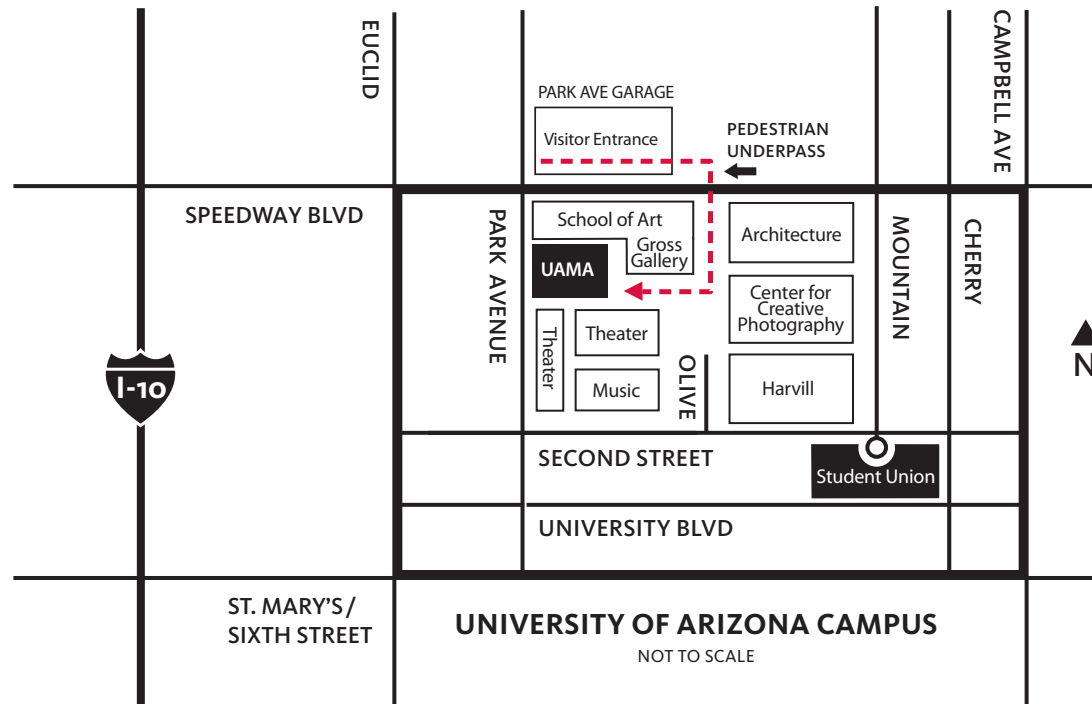 EUCLID
CAMPBELL AVE
PARK AVE GARAGE
Visitor Entrance
PEDESTRIAN
UNDERPASS
SPEEDWAY BLVD
PARK AVENUE
School of Art
Gross
Gallery
Architecture
MOUNTAIN
CHERRY
UAMA
Center for
Creative
Photography
Theater
Theater
N
I-10
Music
OLIVE
Harvill
SECOND STREET
Student Union
UNIVERSITY BLVD
ST. MARY'S /
SIXTH STREET
UNIVERSITY OF ARIZONA CAMPUS
NOT TO SCALE